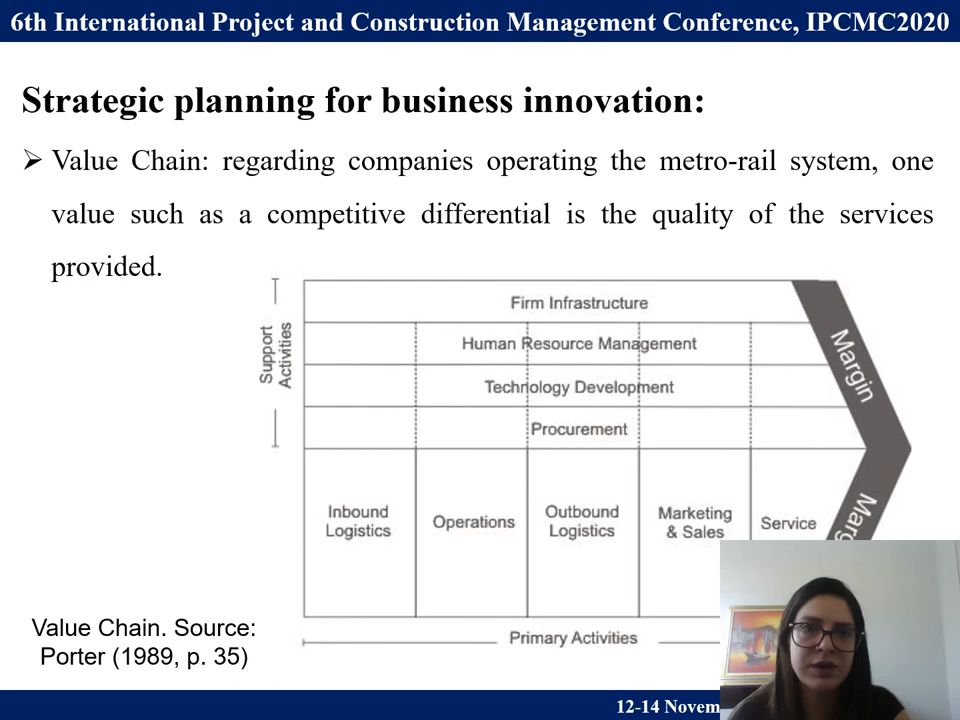 6th International Project and Construction Management Conference, IPCMC2020
Strategic planning for business innovation:
➢ Value Chain: regarding companies operating the metro-rail system, one
value such as a competitive differential is the quality of the services
provided.
Support
Activities
Firm Infrastructure
Human Resource Management
Technology Development
Procurement
Margin
Inbound
Logistics
Operations
Outbound
Logistics
Marketing
& Sales
Service
Primary Activities
Value Chain. Source:
Porter (1989, p. 35)
12-14